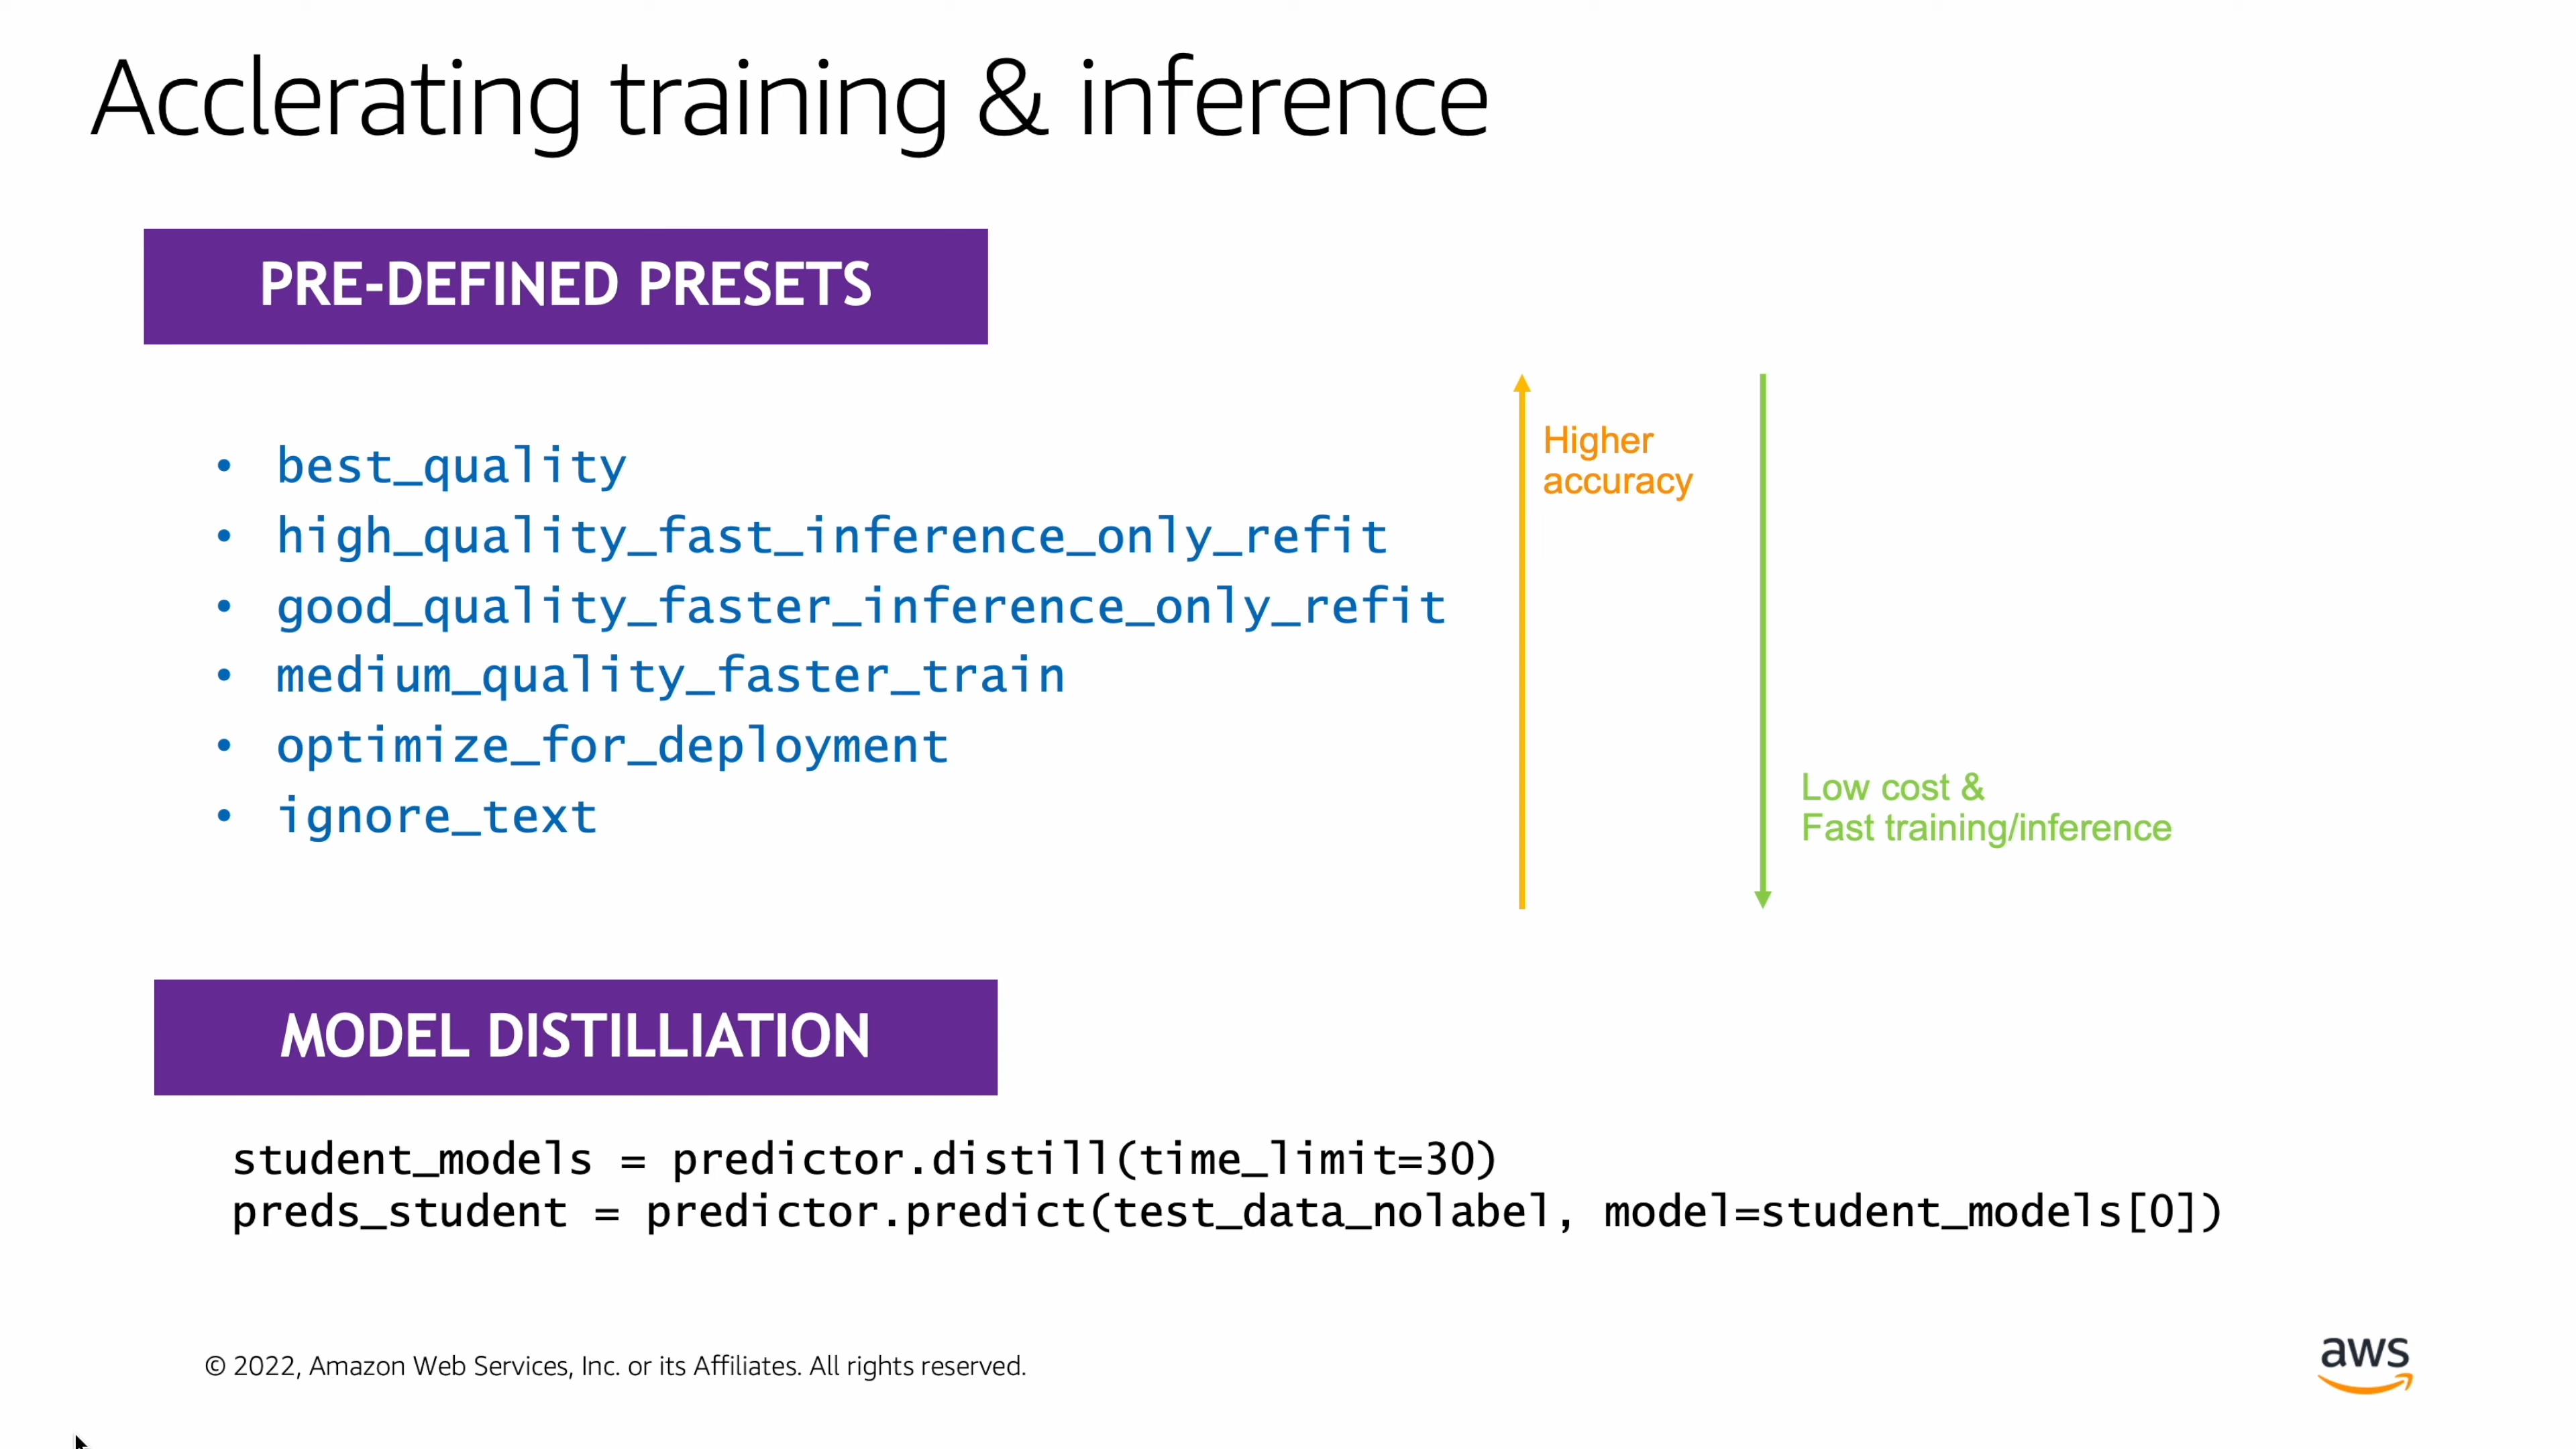 Acclerating training & inference
PRE-DEFINED PRESETS
• best_quality
• high_quality_fast_inference_only_refit
• good_quality_faster_inference_only_refit
• medium_quality_faster_train
• optimize_for_deployment
• ignore_text
Higher
accuracy
Low cost &
Fast training/inference
MODEL DISTILLIATION
student_models = predictor.distill(time_limit=30)
preds_student = predictor.predict(test_data_nolabel, model=student_models[0])
© 2022, Amazon Web Services, Inc. or its Affiliates. All rights reserved.
aws